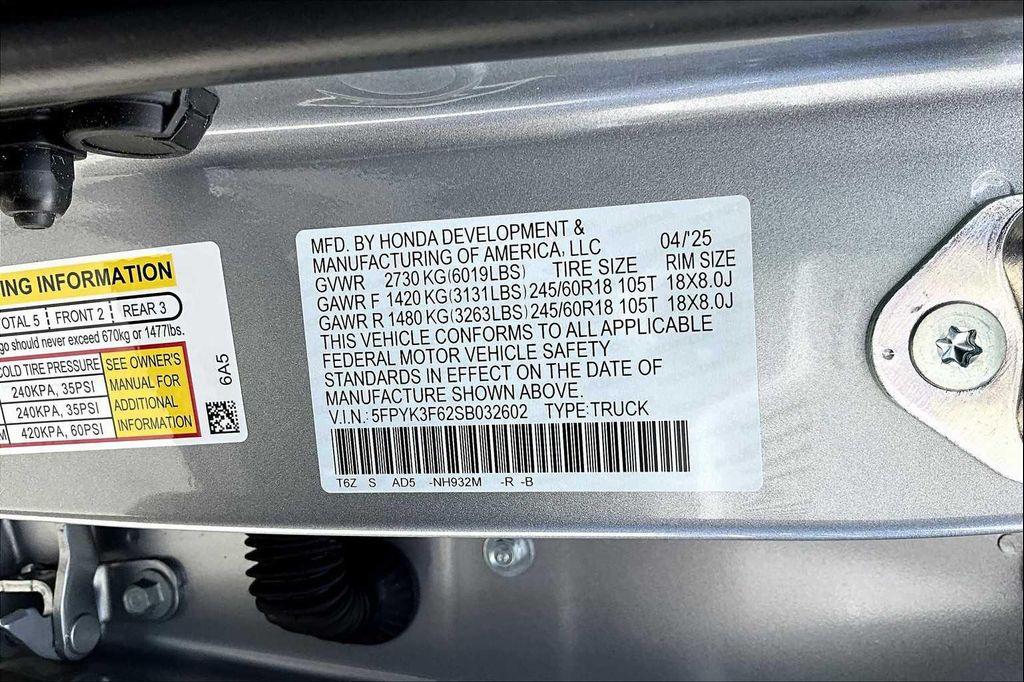 NG INFORMATION
OTAL 5 FRONT 2 REAR 3
go should never exceed 670kg or 1477lbs.
COLD TIRE PRESSURE
240KPA, 35PSI
240KPA, 35PSI
420KPA, 60PSI
SEE OWNER'S
MANUAL FOR
ADDITIONAL
INFORMATION
6A5
MFD. BY HONDA DEVELOPMENT &
MANUFACTURING OF AMERICA, LLC 04/'25
GVWR 2730 KG(6019LBS) TIRE SIZE RIM SIZE
GAWR F 1420 KG(3131LBS) 245/60R18 105T 18X8.0J
GAWR R 1480 KG(3263LBS) 245/60R18 105T 18X8.0J
THIS VEHICLE CONFORMS TO ALL APPLICABLE
FEDERAL MOTOR VEHICLE SAFETY
STANDARDS IN EFFECT ON THE DATE OF
MANUFACTURE SHOWN ABOVE.
V.I.N.: 5FPYK3F62SB032602 TYPE:TRUCK
T6Z S AD5 -NH932M -R -B